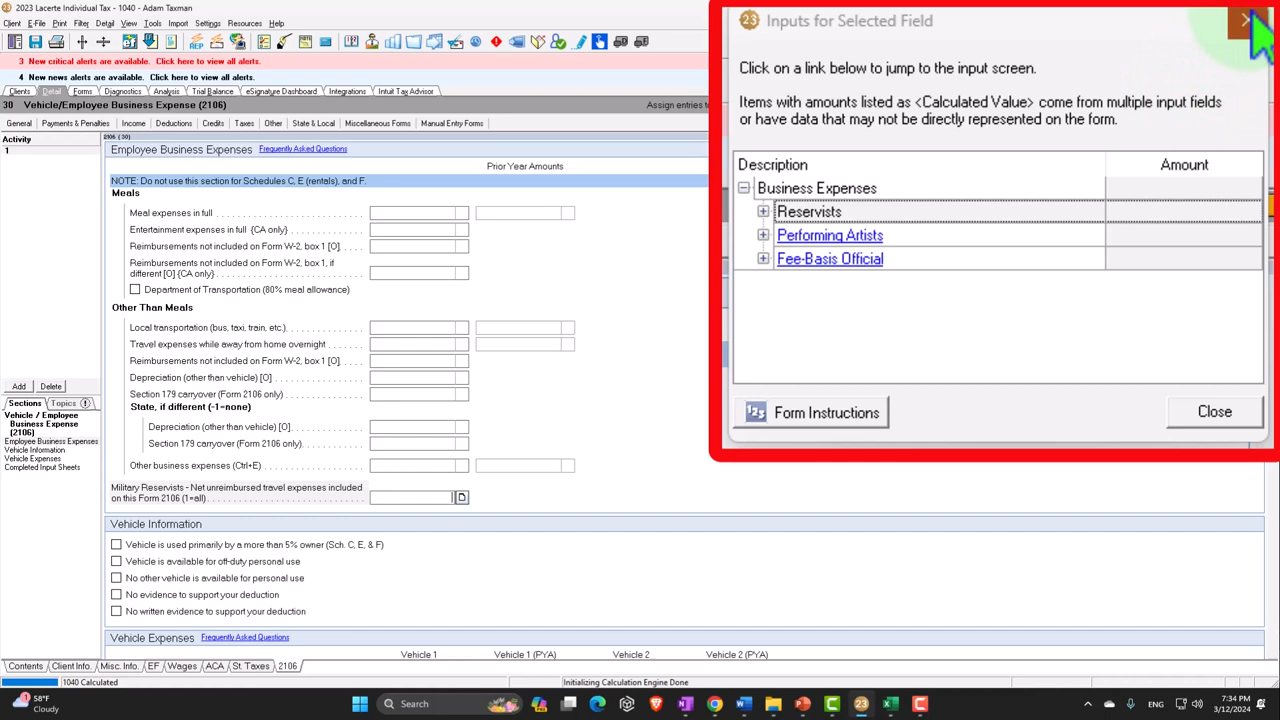 2023 Lacerte Individual Tax - 1040 - Adam Taxman
Client E-File Print Filter Detail View Tools Import Settings Resources Help
3 New critical alerts are available. Click here to view all alerts.
4 New news alerts are available. Click here to view all alerts.
Clients Detail Forms Diagnostics Analysis Trial Balance eSignature Dashboard Integrations Intuit Tax Advisor
30 Vehicle/Employee Business Expense (2106) Assign entries to
General Payments & Penalties Income Deductions Credits Taxes Other State & Local Miscellaneous Forms Manual Entry Forms
Activity
1
Add Delete
Sections Topics
Vehicle / Employee
Business Expense
(2106)
Employee Business Expenses
Vehicle Information
Vehicle Expenses
Completed Input Sheets
2106 (30)
Employee Business Expenses Frequently Asked Questions
Prior Year Amounts
NOTE: Do not use this section for Schedules C, E (rentals), and F.
Meals
Meal expenses in full
Entertainment expenses in full {CA only}
Reimbursements not included on Form W-2, box 1 [O]
Reimbursements not included on Form W-2, box 1, if
different [O] {CA only}
Department of Transportation (80% meal allowance)
Other Than Meals
Local transportation (bus, taxi, train, etc.)
Travel expenses while away from home overnight
Reimbursements not included on Form W-2, box 1 [O]
Depreciation (other than vehicle) [O]
Section 179 carryover (Form 2106 only)
State, if different (-1=none)
Depreciation (other than vehicle) [O]
Section 179 carryover (Form 2106 only)
Other business expenses (Ctrl+E)
Military Reservists - Net unreimbursed travel expenses included
on this Form 2106 (1=all)
Vehicle Information
Vehicle is used primarily by a more than 5% owner (Sch. C, E, & F)
Vehicle is available for off-duty personal use
No other vehicle is available for personal use
No evidence to support your deduction
No written evidence to support your deduction
Vehicle Expenses Frequently Asked Questions
Vehicle 1 Vehicle 1 (PYA) Vehicle 2 Vehicle 2 (PYA)
Contents Client Info. Misc. Info. EF Wages ACA St. Taxes 2106
1040 Calculated Initializing Calculation Engine Done
23 Inputs for Selected Field
Click on a link below to jump to the input screen.
Items with amounts listed as <Calculated Value> come from multiple input fields
or have data that may not be directly represented on the form.
Description Amount
Business Expenses
Reservists
Performing Artists
Fee-Basis Official
Form Instructions Close
58°F
Cloudy
Search
23
ENG
7:34 PM
3/12/2024